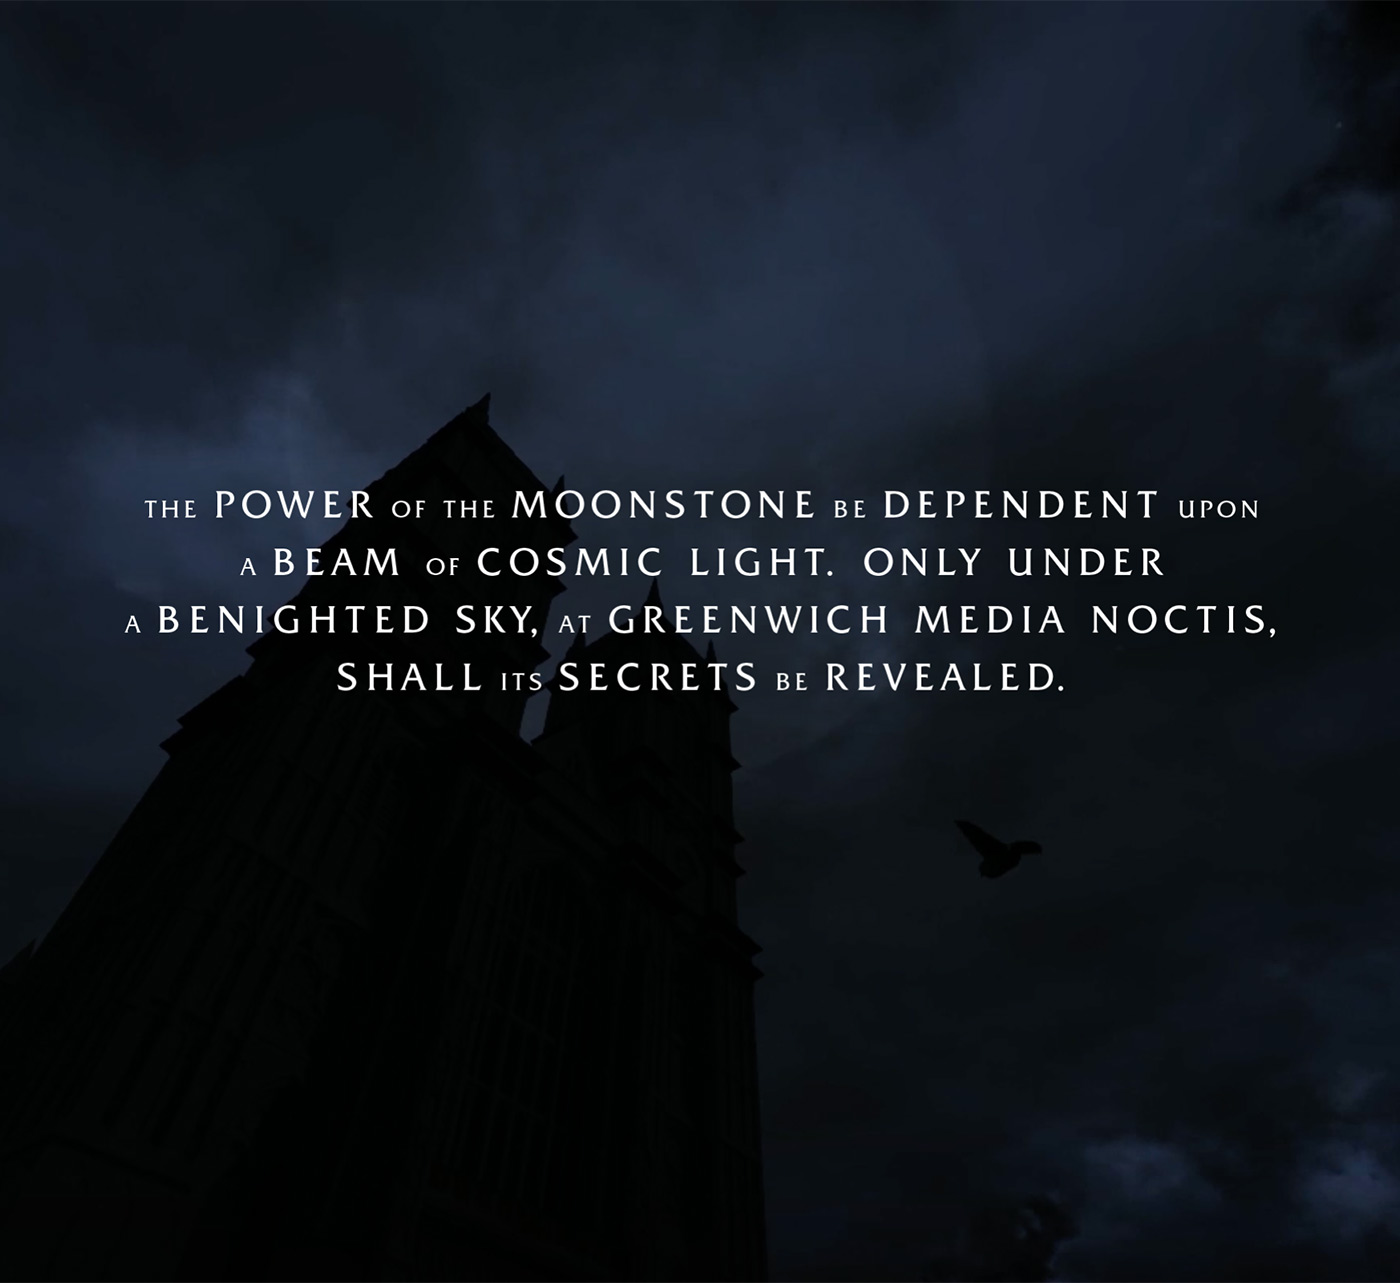 THE POWER OF THE MOONSTONE BE DEPENDENT UPON
A BEAM OF COSMIC LIGHT. ONLY UNDER
A BENIGHTED SKY, AT GREENWICH MEDIA NOCTIS,
SHALL ITS SECRETS BE REVEALED.